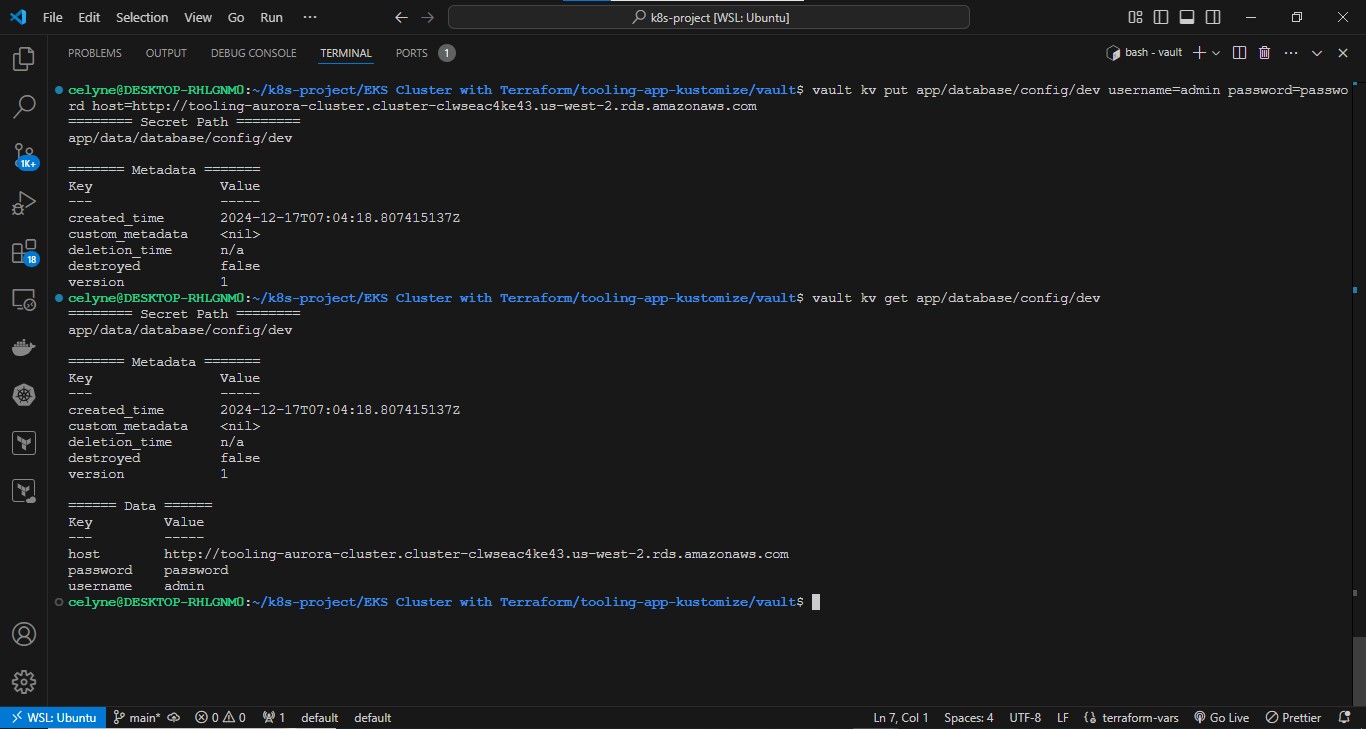 File Edit Selection View Go Run ···
k8s-project [WSL: Ubuntu]
PROBLEMS OUTPUT DEBUG CONSOLE TERMINAL PORTS 1
bash - vault
celyne@DESKTOP-RHLGNMU:~/k8s-project/EKS Cluster with Terraform/tooling-app-kustomize/vault$ vault kv put app/database/config/dev username=admin password=passwo
rd host=http://tooling-aurora-cluster.cluster-clwseac4ke43.us-west-2.rds.amazonaws.com
======== Secret Path ========
app/data/database/config/dev
======= Metadata =======
Key Value
--- -----
created_time 2024-12-17T07:04:18.807415137Z
custom_metadata <nil>
deletion_time n/a
destroyed false
version 1
celyne@DESKTOP-RHLGNMU:~/k8s-project/EKS Cluster with Terraform/tooling-app-kustomize/vault$ vault kv get app/database/config/dev
======== Secret Path ========
app/data/database/config/dev
======= Metadata =======
Key Value
--- -----
created_time 2024-12-17T07:04:18.807415137Z
custom_metadata <nil>
deletion_time n/a
destroyed false
version 1
====== Data ======
Key Value
--- -----
host http://tooling-aurora-cluster.cluster-clwseac4ke43.us-west-2.rds.amazonaws.com
password password
username admin
celyne@DESKTOP-RHLGNMU:~/k8s-project/EKS Cluster with Terraform/tooling-app-kustomize/vault$
1K+
18
WSL: Ubuntu main* 0 0 1 default default Ln 7, Col 1 Spaces: 4 UTF-8 LF terraform-vars Go Live Prettier